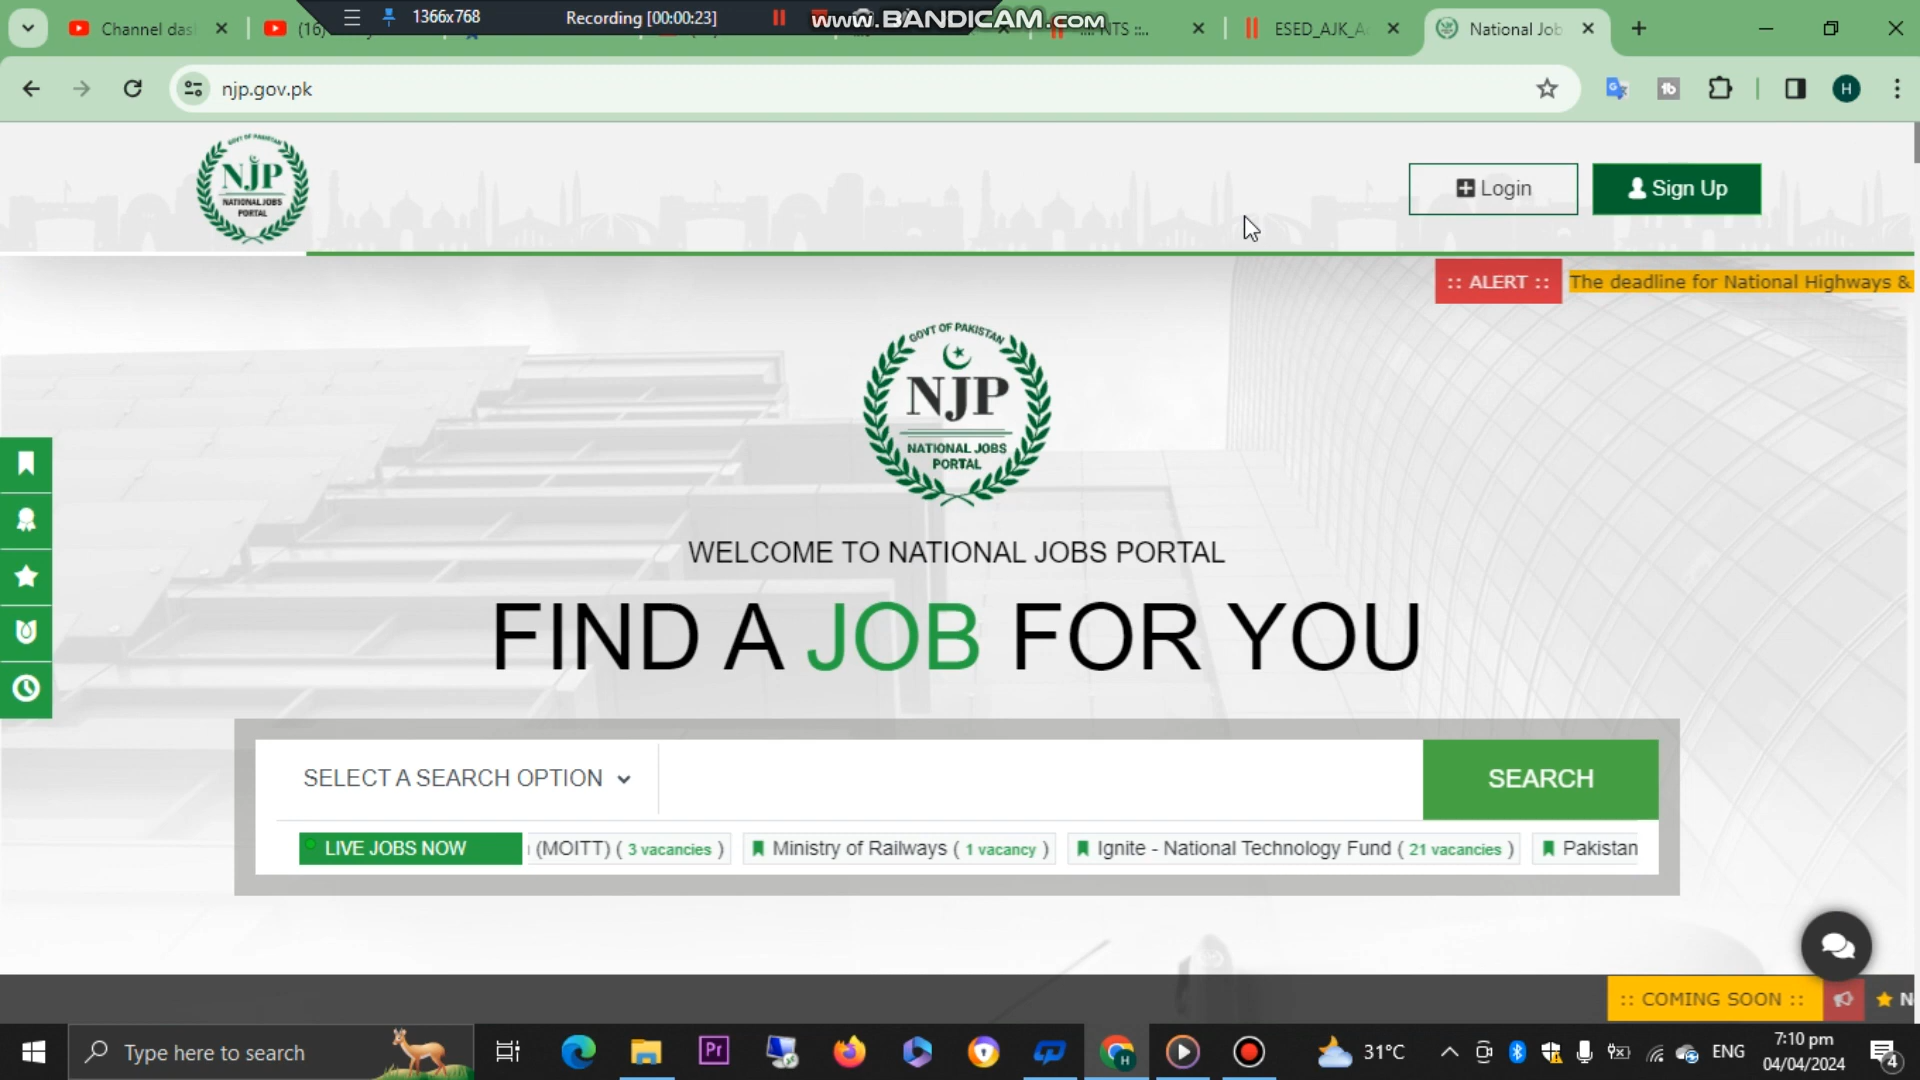 1366x768
Recording [00:00:23]
www.BANDICAM.com
Channel das
(16)
NTS ::..
ESED_AJK_A
National Job
njp.gov.pk
H
GOVT OF PAKISTAN
NJP
NATIONAL JOBS
PORTAL
Login
Sign Up
:: ALERT ::
The deadline for National Highways &
GOVT OF PAKISTAN
NJP
NATIONAL JOBS
PORTAL
WELCOME TO NATIONAL JOBS PORTAL
FIND A JOB FOR YOU
SELECT A SEARCH OPTION
SEARCH
LIVE JOBS NOW
(MOITT) ( 3 vacancies )
Ministry of Railways ( 1 vacancy )
Ignite - National Technology Fund ( 21 vacancies )
Pakistan
:: COMING SOON ::
N
Type here to search
Pr
H
31°C
ENG
7:10 pm
04/04/2024
4